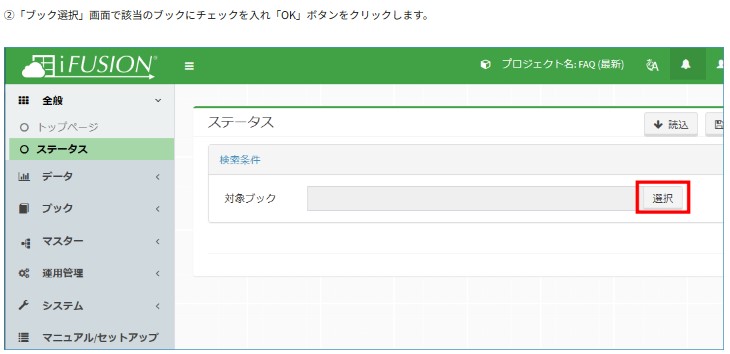 ②「ブック選択」画面で該当のブックにチェックを入れ「OK」ボタンをクリックします。
iFUSION®
プロジェクト名: FAQ (最新)
全般
トップページ
ステータス
データ
ブック
マスター
運用管理
システム
マニュアル/セットアップ
ステータス
読込
検索条件
対象ブック
選択